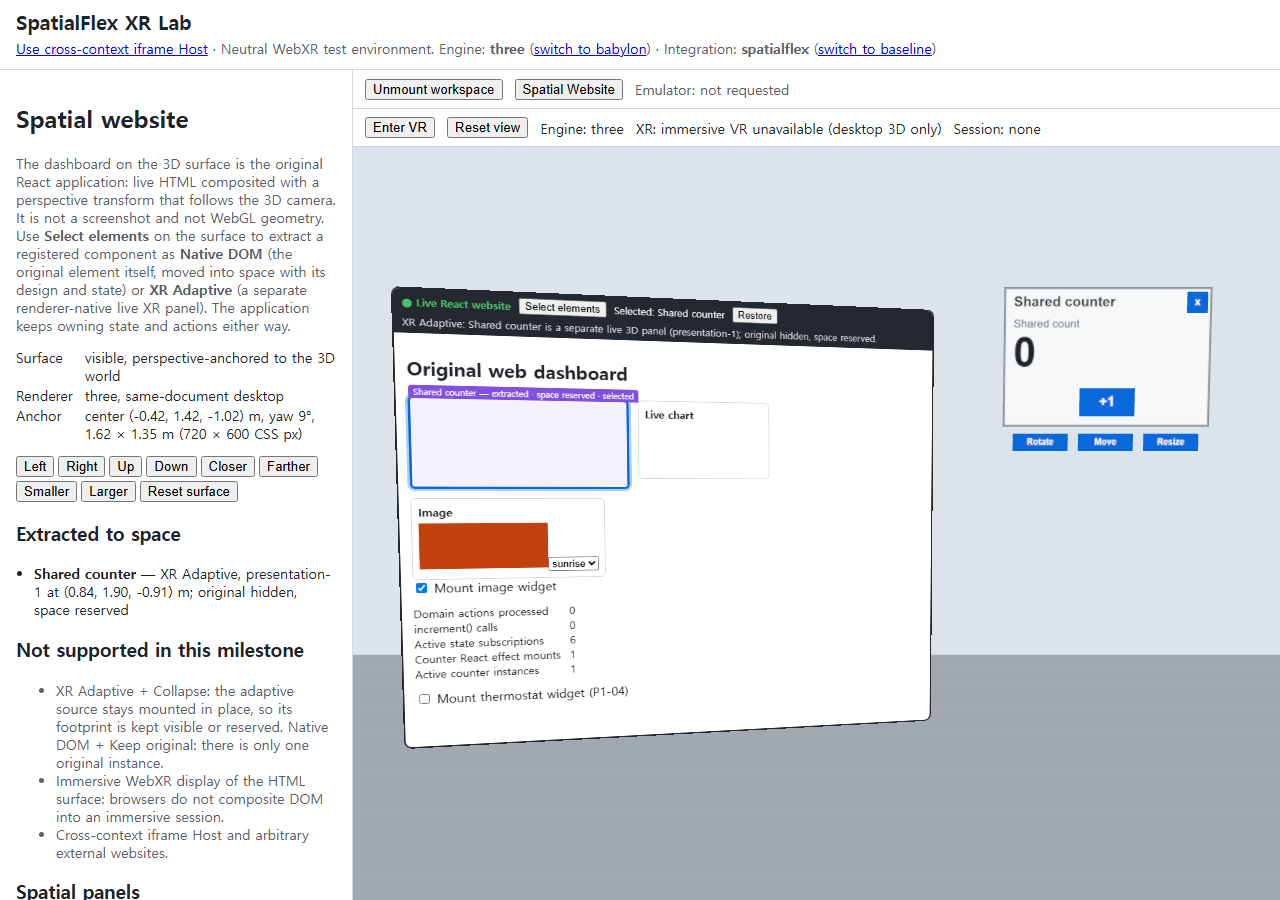 SpatialFlex XR Lab
Use cross-context iframe Host · Neutral WebXR test environment. Engine: three (switch to babylon) · Integration: spatialflex (switch to baseline)
Spatial website
The dashboard on the 3D surface is the original
React application: live HTML composited with a
perspective transform that follows the 3D camera.
It is not a screenshot and not WebGL geometry.
Use Select elements on the surface to extract a
registered component as Native DOM (the
original element itself, moved into space with its
design and state) or XR Adaptive (a separate
renderer-native live XR panel). The application
keeps owning state and actions either way.
Surface visible, perspective-anchored to the 3D
world
Renderer three, same-document desktop
Anchor center (-0.42, 1.42, -1.02) m, yaw 9°,
1.62 × 1.35 m (720 × 600 CSS px)
Left Right Up Down Closer Farther
Smaller Larger Reset surface
Extracted to space
• Shared counter — XR Adaptive, presentation-
1 at (0.84, 1.90, -0.91) m; original hidden,
space reserved
Not supported in this milestone
• XR Adaptive + Collapse: the adaptive
source stays mounted in place, so its
footprint is kept visible or reserved. Native
DOM + Keep original: there is only one
original instance.
• Immersive WebXR display of the HTML
surface: browsers do not composite DOM
into an immersive session.
• Cross-context iframe Host and arbitrary
external websites.
Spatial panels
Unmount workspace Spatial Website Emulator: not requested
Enter VR Reset view Engine: three XR: immersive VR unavailable (desktop 3D only) Session: none
Live React website Select elements Selected: Shared counter Restore
XR Adaptive: Shared counter is a separate live 3D panel (presentation-1); original hidden, space reserved.
Original web dashboard
Shared counter — extracted · space reserved · selected
Live chart
Image
sunrise
Mount image widget
Domain actions processed 0
increment() calls 0
Active state subscriptions 6
Counter React effect mounts 1
Active counter instances 1
Mount thermostat widget (P1-04)
Shared counter x
Shared count
0
+1
Rotate Move Resize